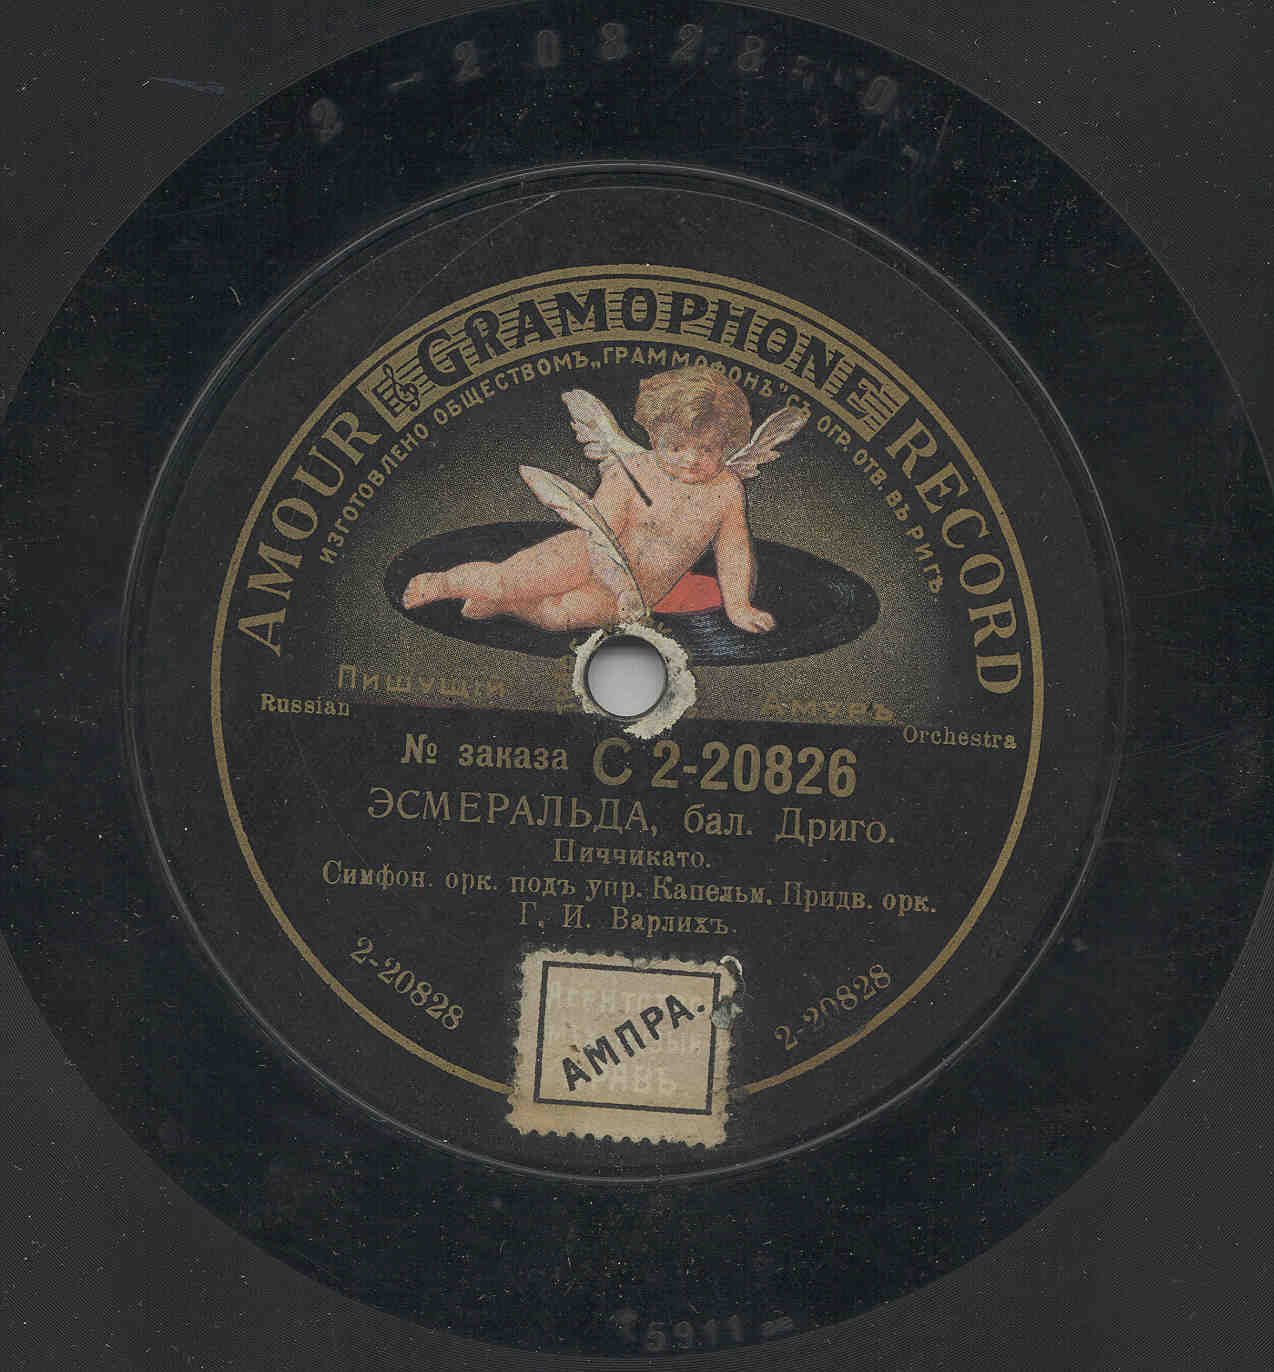 2-20828
AMOUR GRAMOPHONE RECORD
ИЗГОТОВЛЕНО ОБЩЕСТВОМЪ „ГРАММОФОНЪ" СЪ ОГР. ОТВ. ВЪ РИГѢ.
Пишущій Амуръ
Russian Orchestra
№ заказа С 2-20826
ЭСМЕРАЛЬДА, бал. Дриго.
Пиччикато.
Симфон. орк. подъ упр. Капельм. Придв. орк.
Г. И. Варлихъ.
2-20828 2-20828
АМПРА.